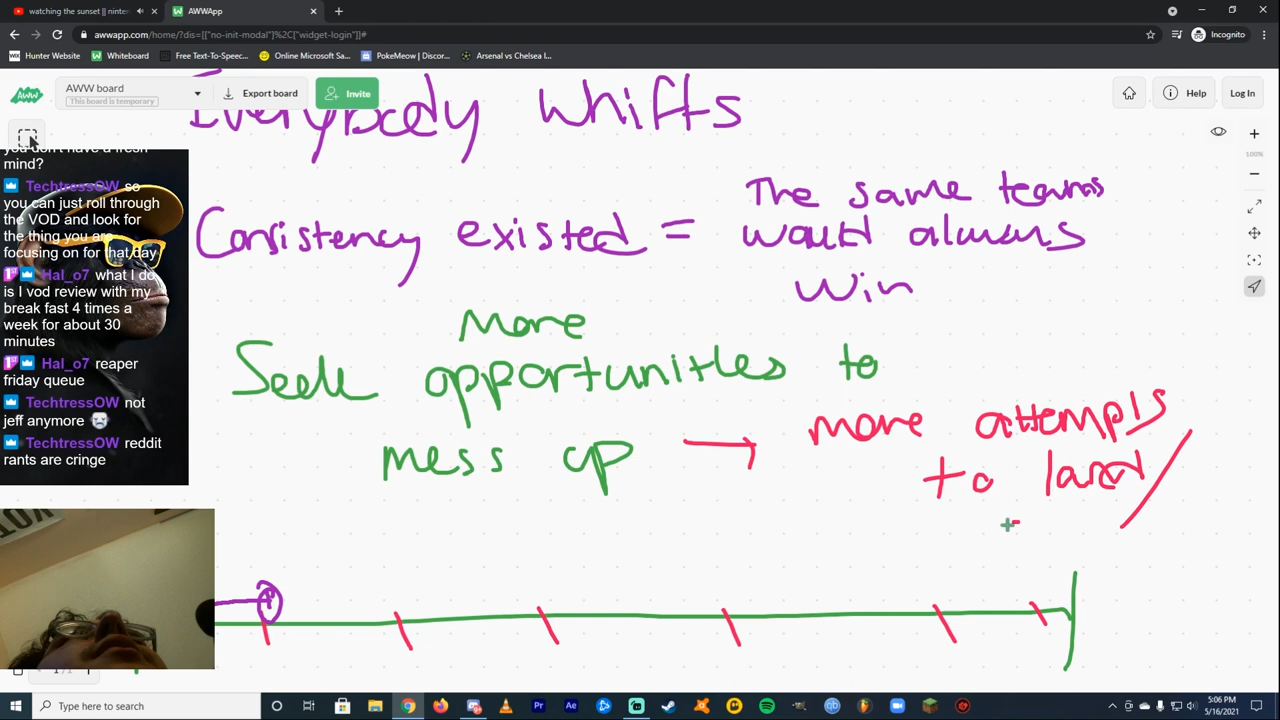 watching the sunset || ninten
AWWApp
awwapp.com/home/?dis=[["no-init-modal"]%2C["widget-login"]]#
Incognito
Hunter Website
Whiteboard
Free Text-To-Speec...
Online Microsoft Sa...
PokeMeow | Discor...
Arsenal vs Chelsea l...
AWW board
This board is temporary
Export board
Invite
Help
Log In
100%
Everybody whiffs
you don't have a fresh
mind?
TechtressOW so
you can just roll through
the VOD and look for
the thing you are
focusing on for that day
Hal_o7 what I do
is I vod review with my
break fast 4 times a
week for about 30
minutes
Hal_o7 reaper
friday queue
TechtressOW not
jeff anymore
TechtressOW reddit
rants are cringe
The same teams
Consistency existed = would always
win
More
Seek opportunities to
mess up → more attempts
to land
Type here to search
5:06 PM
5/16/2021